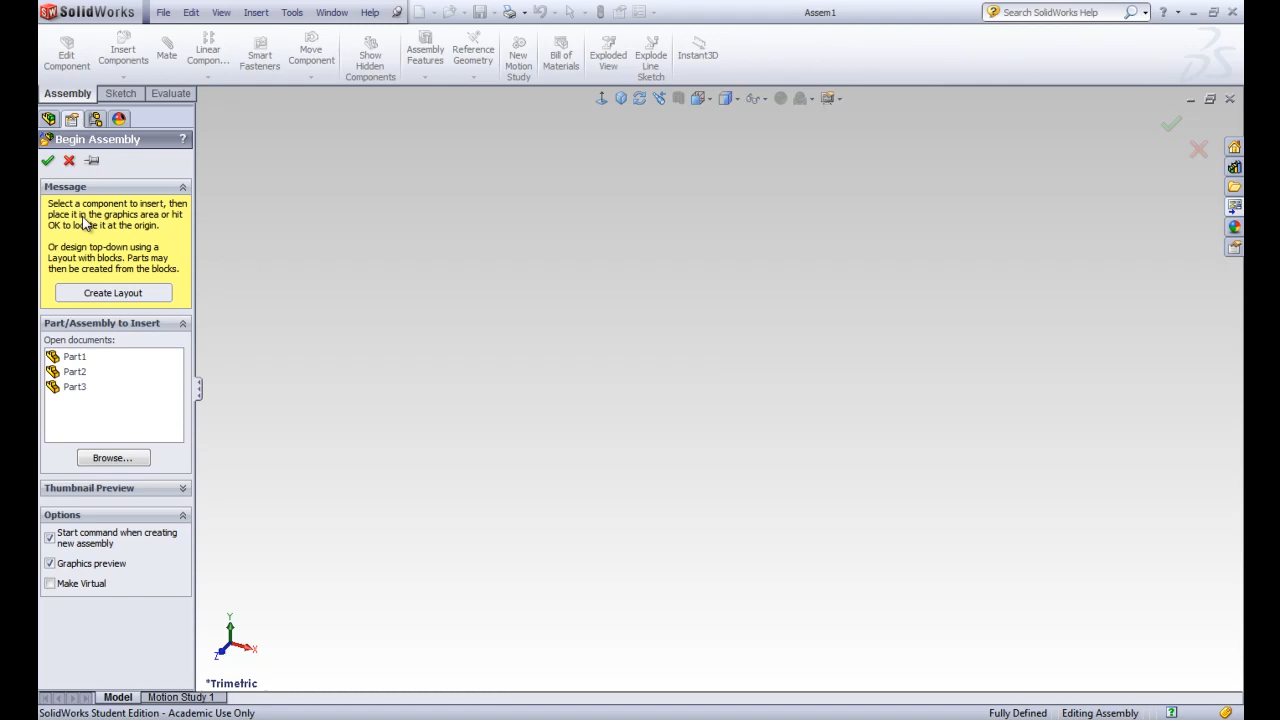 SolidWorks File Edit View Insert Tools Window Help Assem1 Search SolidWorks Help
Edit Component
Insert Components
Mate
Linear Compon...
Smart Fasteners
Move Component
Show Hidden Components
Assembly Features
Reference Geometry
New Motion Study
Bill of Materials
Exploded View
Explode Line Sketch
Instant3D
Assembly Sketch Evaluate
Begin Assembly ?
Message
Select a component to insert, then
place it in the graphics area or hit
OK to locate it at the origin.
Or design top-down using a
Layout with blocks. Parts may
then be created from the blocks.
Create Layout
Part/Assembly to Insert
Open documents:
Part1
Part2
Part3
Browse...
Thumbnail Preview
Options
Start command when creating
new assembly
Graphics preview
Make Virtual
Y
X
Z
*Trimetric
Model Motion Study 1
SolidWorks Student Edition - Academic Use Only Fully Defined Editing Assembly ?